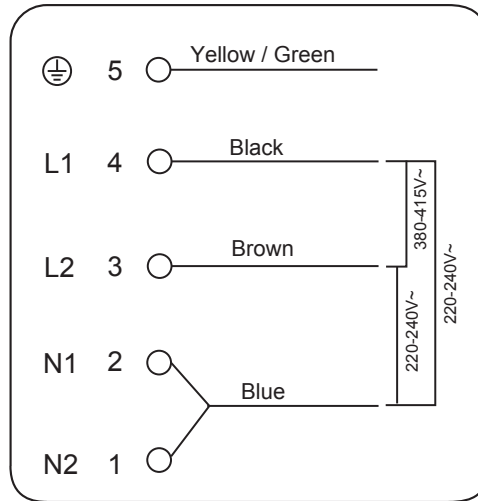 5 Yellow / Green
L1 4 Black
L2 3 Brown
380-415V~
220-240V~
220-240V~
N1 2
Blue
N2 1